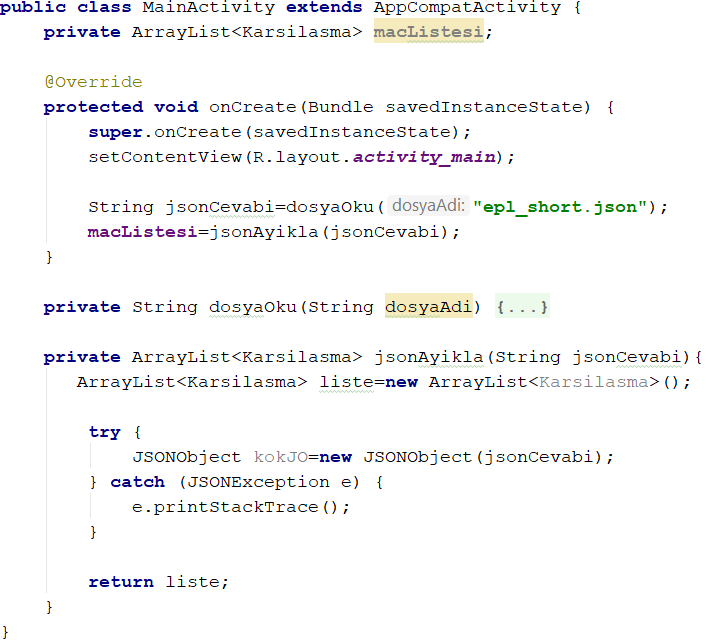 public class MainActivity extends AppCompatActivity {
    private ArrayList<Karsilasma> macListesi;

    @Override
    protected void onCreate(Bundle savedInstanceState) {
        super.onCreate(savedInstanceState);
        setContentView(R.layout.activity_main);

        String jsonCevabi=dosyaOku( dosyaAdi: "epl_short.json");
        macListesi=jsonAyikla(jsonCevabi);
    }

    private String dosyaOku(String dosyaAdi) {...}

    private ArrayList<Karsilasma> jsonAyikla(String jsonCevabi){
       ArrayList<Karsilasma> liste=new ArrayList<Karsilasma>();

        try {
            JSONObject kokJO=new JSONObject(jsonCevabi);
        } catch (JSONException e) {
            e.printStackTrace();
        }

        return liste;
    }
}